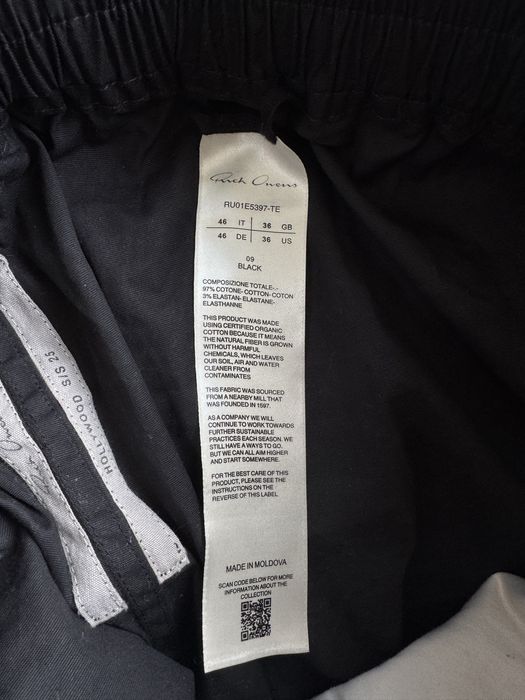 Rick Owens
RU01E5397-TE
46 IT 36 GB
46 DE 36 US
09
BLACK
COMPOSIZIONE TOTALE-.-
97% COTONE- COTTON- COTON
3% ELASTAN- ELASTANE-
ELASTHANNE
THIS PRODUCT WAS MADE
USING CERTIFIED ORGANIC
COTTON BECAUSE IT MEANS
THE NATURAL FIBER IS GROWN
WITHOUT HARMFUL
CHEMICALS, WHICH LEAVES
OUR SOIL, AIR AND WATER
CLEANER FROM
CONTAMINATES
THIS FABRIC WAS SOURCED
FROM A NEARBY MILL THAT
WAS FOUNDED IN 1597.
AS A COMPANY WE WILL
CONTINUE TO WORK TOWARDS
FURTHER SUSTAINABLE
PRACTICES EACH SEASON. WE
STILL HAVE A WAYS TO GO.
BUT WE CAN ALL AIM HIGHER
AND START SOMEWHERE.
FOR THE BEST CARE OF THIS
PRODUCT, PLEASE SEE THE
INSTRUCTIONS ON THE
REVERSE OF THIS LABEL
MADE IN MOLDOVA
SCAN CODE BELOW FOR MORE
INFORMATION ABOUT THE
COLLECTION
HOLLYWOOD S/S 25